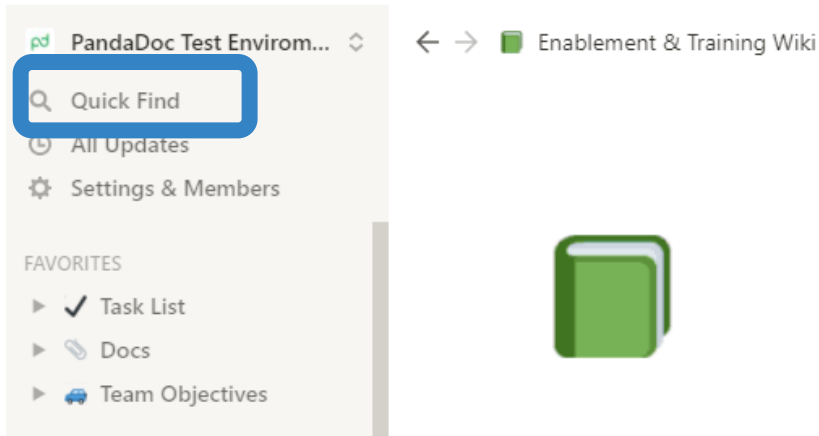 PandaDoc Test Envirom...
Enablement & Training Wiki
Quick Find
All Updates
Settings & Members
FAVORITES
Task List
Docs
Team Objectives